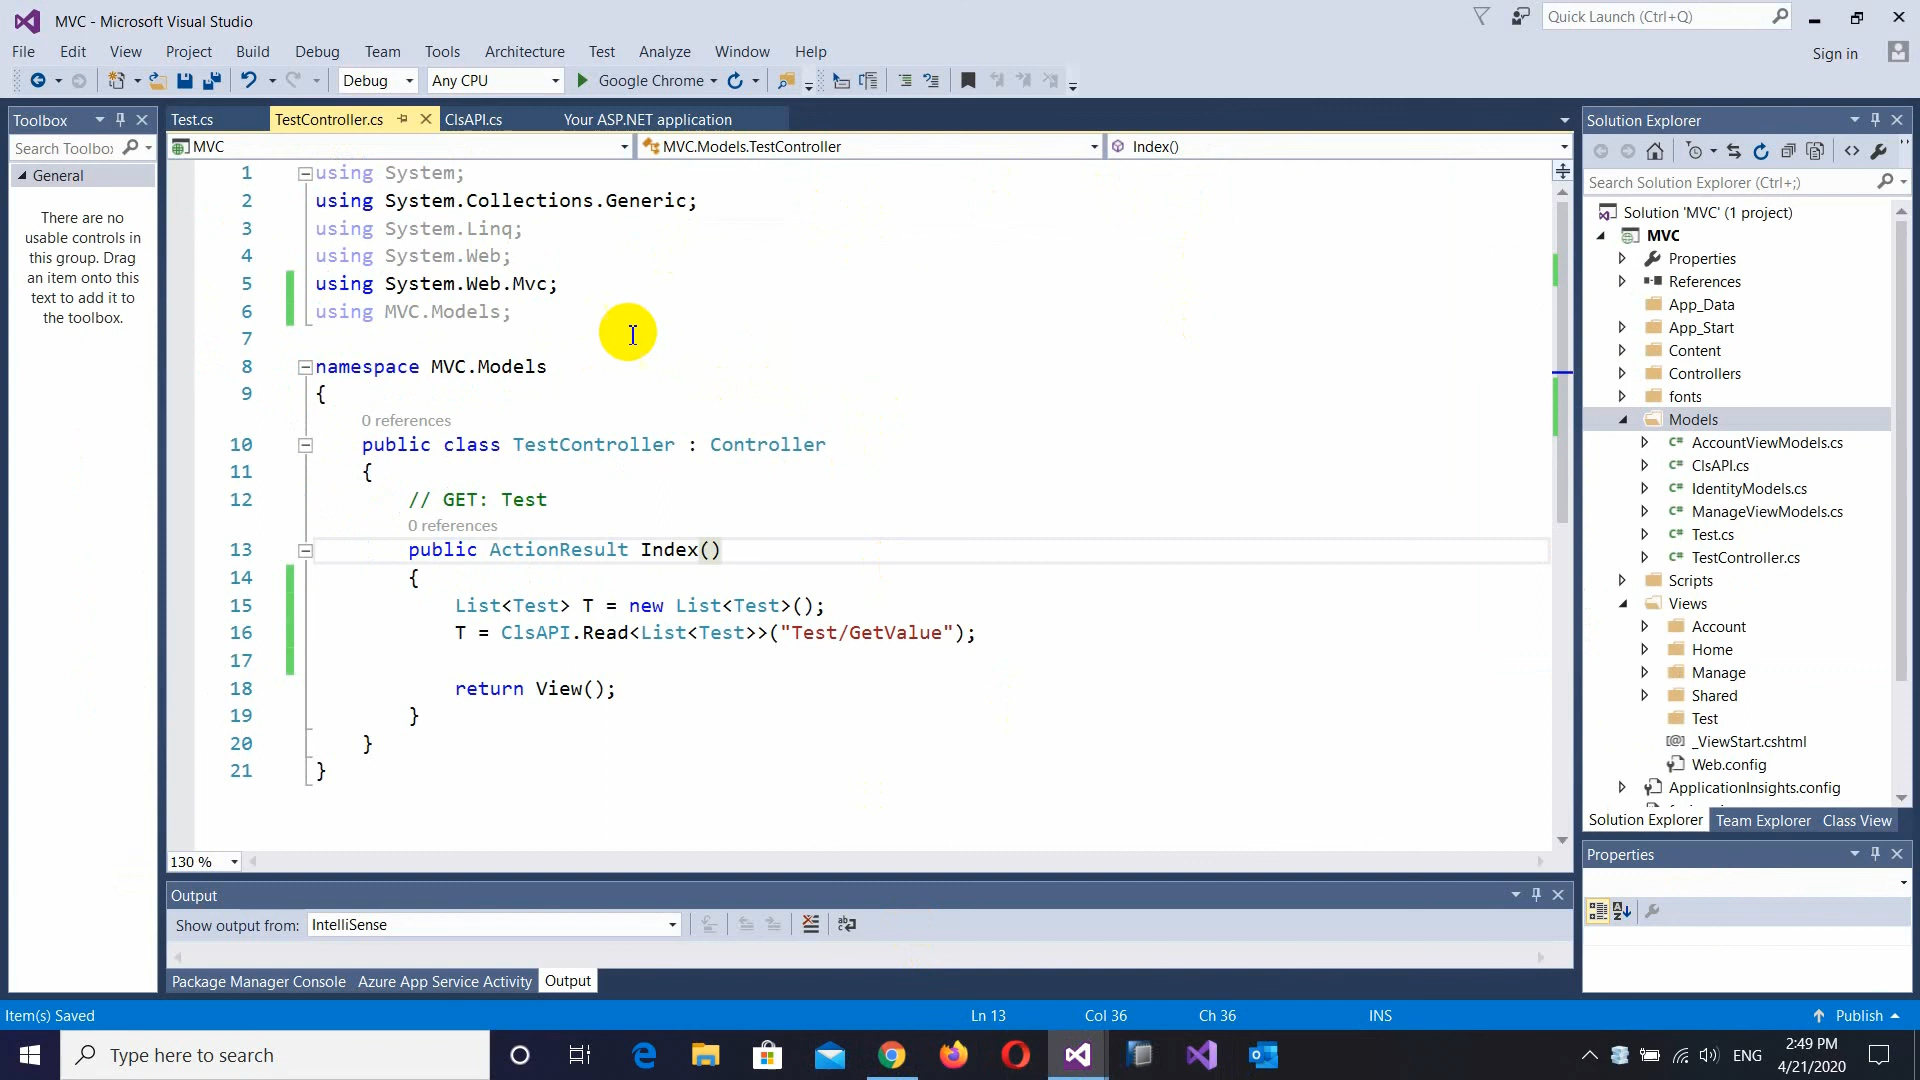 MVC - Microsoft Visual Studio
Quick Launch (Ctrl+Q)
File Edit View Project Build Debug Team Tools Architecture Test Analyze Window Help
Sign in
Debug Any CPU Google Chrome
Toolbox
Search Toolbo
General
There are no
usable controls in
this group. Drag
an item onto this
text to add it to
the toolbox.
Test.cs TestController.cs ClsAPI.cs Your ASP.NET application
MVC MVC.Models.TestController Index()
1 using System;
2 using System.Collections.Generic;
3 using System.Linq;
4 using System.Web;
5 using System.Web.Mvc;
6 using MVC.Models;
7
8 namespace MVC.Models
9 {
0 references
10 public class TestController : Controller
11 {
12 // GET: Test
0 references
13 public ActionResult Index()
14 {
15 List<Test> T = new List<Test>();
16 T = ClsAPI.Read<List<Test>>("Test/GetValue");
17
18 return View();
19 }
20 }
21 }
130 %
Output
Show output from: IntelliSense
Package Manager Console Azure App Service Activity Output
Solution Explorer
Search Solution Explorer (Ctrl+;)
Solution 'MVC' (1 project)
MVC
Properties
References
App_Data
App_Start
Content
Controllers
fonts
Models
AccountViewModels.cs
ClsAPI.cs
IdentityModels.cs
ManageViewModels.cs
Test.cs
TestController.cs
Scripts
Views
Account
Home
Manage
Shared
Test
_ViewStart.cshtml
Web.config
ApplicationInsights.config
Solution Explorer Team Explorer Class View
Properties
Item(s) Saved Ln 13 Col 36 Ch 36 INS Publish
Type here to search
ENG
2:49 PM
4/21/2020